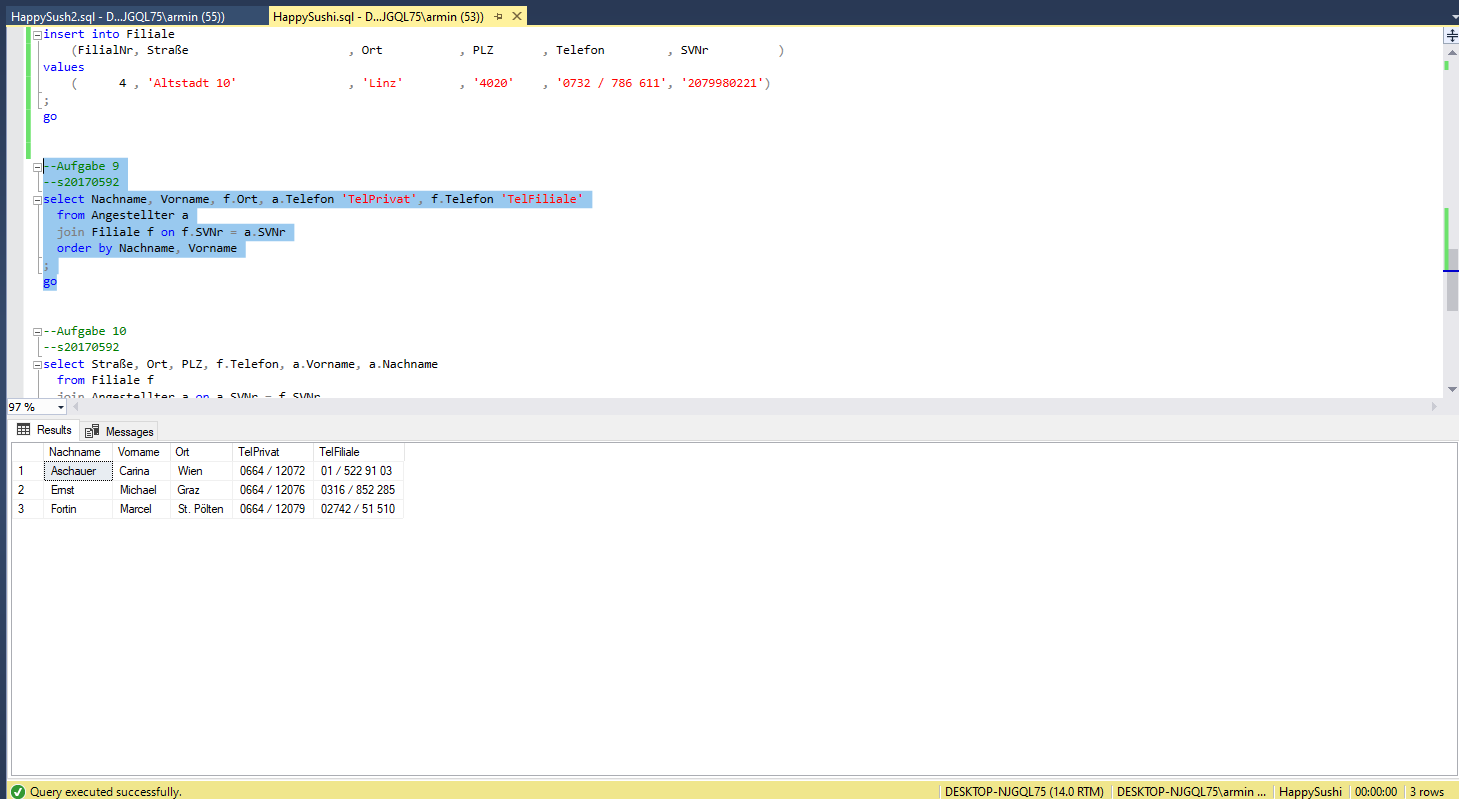 HappySush2.sql - D...JGQL75\armin (55))
HappySushi.sql - D...JGQL75\armin (53))
insert into Filiale
(FilialNr, Straße , Ort , PLZ , Telefon , SVNr )
values
( 4 , 'Altstadt 10' , 'Linz' , '4020' , '0732 / 786 611', '2079980221')
;
go
--Aufgabe 9
--s20170592
select Nachname, Vorname, f.Ort, a.Telefon 'TelPrivat', f.Telefon 'TelFiliale'
from Angestellter a
join Filiale f on f.SVNr = a.SVNr
order by Nachname, Vorname
;
go
--Aufgabe 10
--s20170592
select Straße, Ort, PLZ, f.Telefon, a.Vorname, a.Nachname
from Filiale f
join Angestellter a on a.SVNr = f.SVNr
97 %
Results Messages
Nachname Vorname Ort TelPrivat TelFiliale
1 Aschauer Carina Wien 0664 / 12072 01 / 522 91 03
2 Ernst Michael Graz 0664 / 12076 0316 / 852 285
3 Fortin Marcel St. Pölten 0664 / 12079 02742 / 51 510
Query executed successfully. DESKTOP-NJGQL75 (14.0 RTM) DESKTOP-NJGQL75\armin ... HappySushi 00:00:00 3 rows